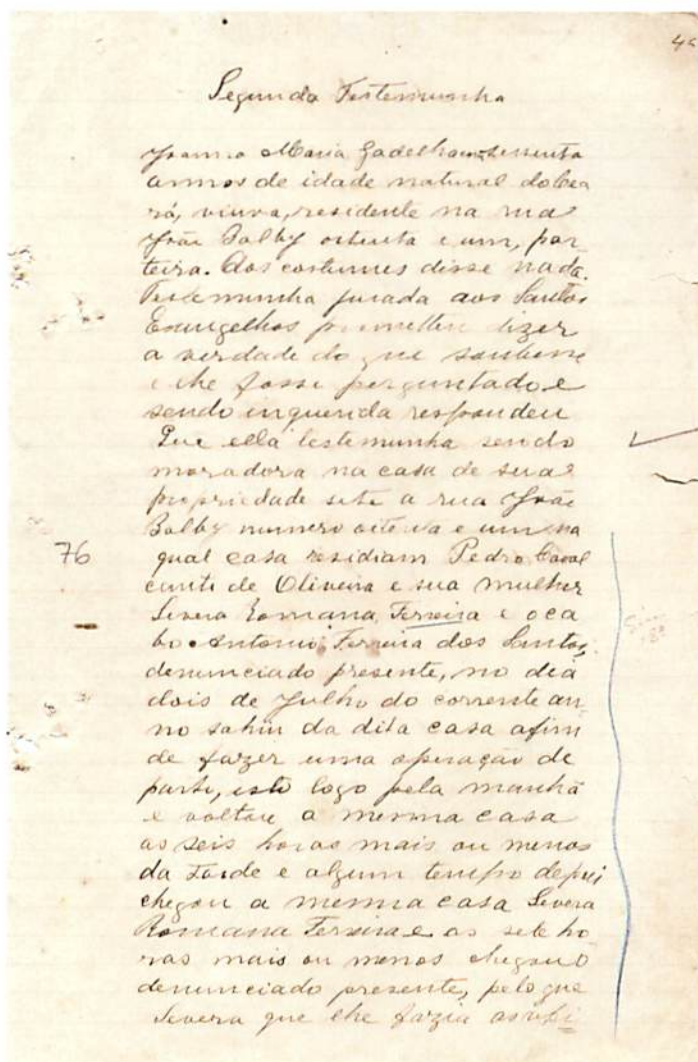 45
Segunda Testemunha
Joanna Maria Gadelha, sessenta
annos de idade natural do Cea
rá, viuva, residente na rua
João Balby oitenta e um, par-
teira. Aos costumes disse nada.
Testemunha jurada aos Santos
Evangelhos prometteu dizer
a verdade do que soubesse
e lhe fosse perguntado e
sendo inquerida respondeu
Que ella testemunha sendo
moradora na casa de sua
propriedade sita a rua João
Balby numero oitenta e um na
76
qual casa residiam Pedro Caval
canti de Oliveira e sua mulher
Severa Romana Ferreira e o ca
bo Antonio Ferreira dos Santos,
denunciado presente, no dia
dois de Julho do corrente an-
no sahiu da dita casa afim
de fazer uma operação de
parto, isto logo pela manhã
e voltou a mesma casa
as seis horas mais ou menos
da tarde e algum tempo depois
chegou a mesma casa Severa
Romana Ferreira e as sete ho
ras mais ou menos chegou o
denunciado presente, pelo que
Severa que lhe fazia as refei